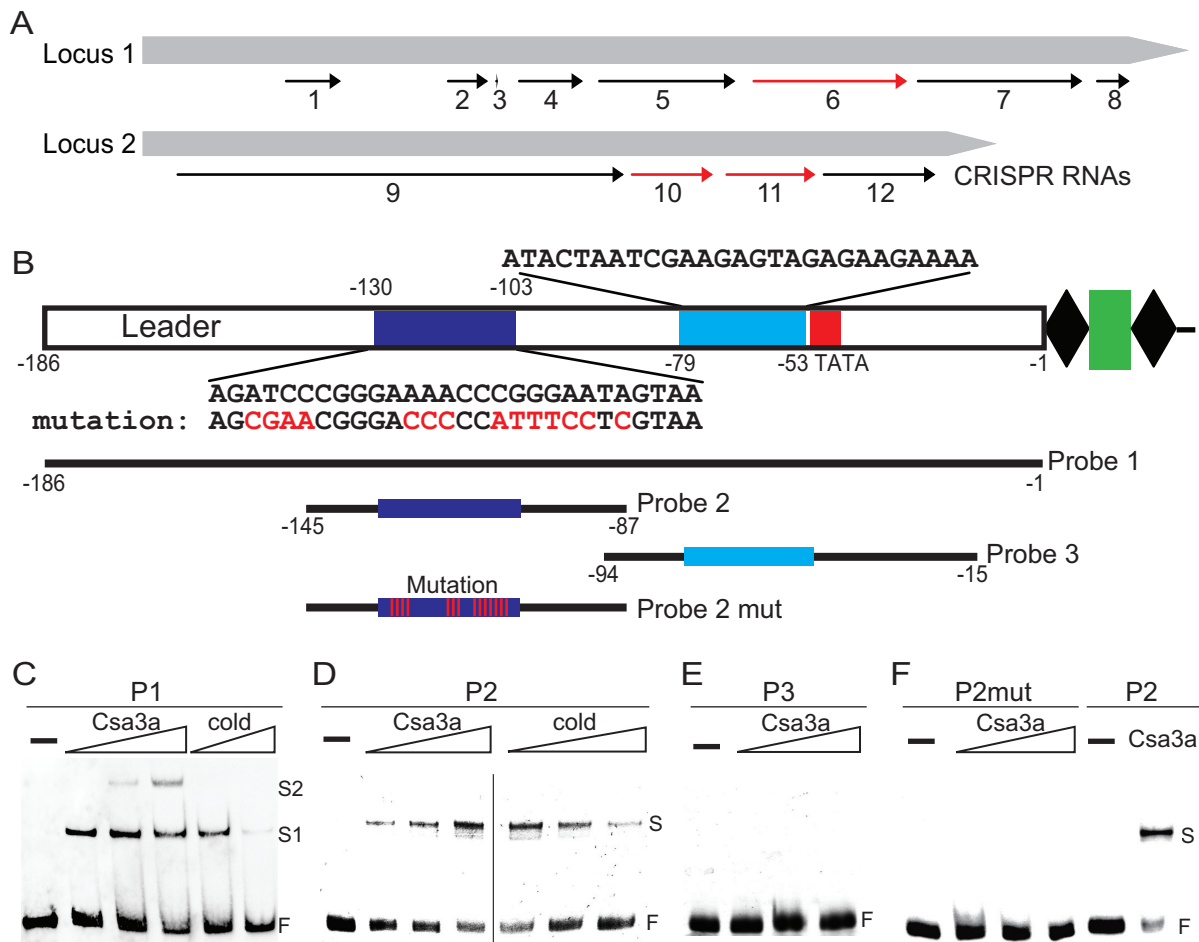 A
Locus 1
1 2 3 4 5 6 7 8
Locus 2
9 10 11 12 CRISPR RNAs
B
ATACTAATCGAAGAGTAGAGAAGAAAA
-130 -103
Leader
-186 -79 -53 TATA -1
AGATCCCGGGAAAACCCGGGAATAGTAA
mutation: AGCGAACGGGACCCCCATTTCCTCGTAA
Probe 1
-186 -1
Probe 2
-145 -87
Probe 3
-94 -15
Mutation
Probe 2 mut
C
P1
— Csa3a cold
S2
S1
F
D
P2
— Csa3a cold
S
F
E
P3
— Csa3a
F
F
P2mut P2
— Csa3a — Csa3a
S
F